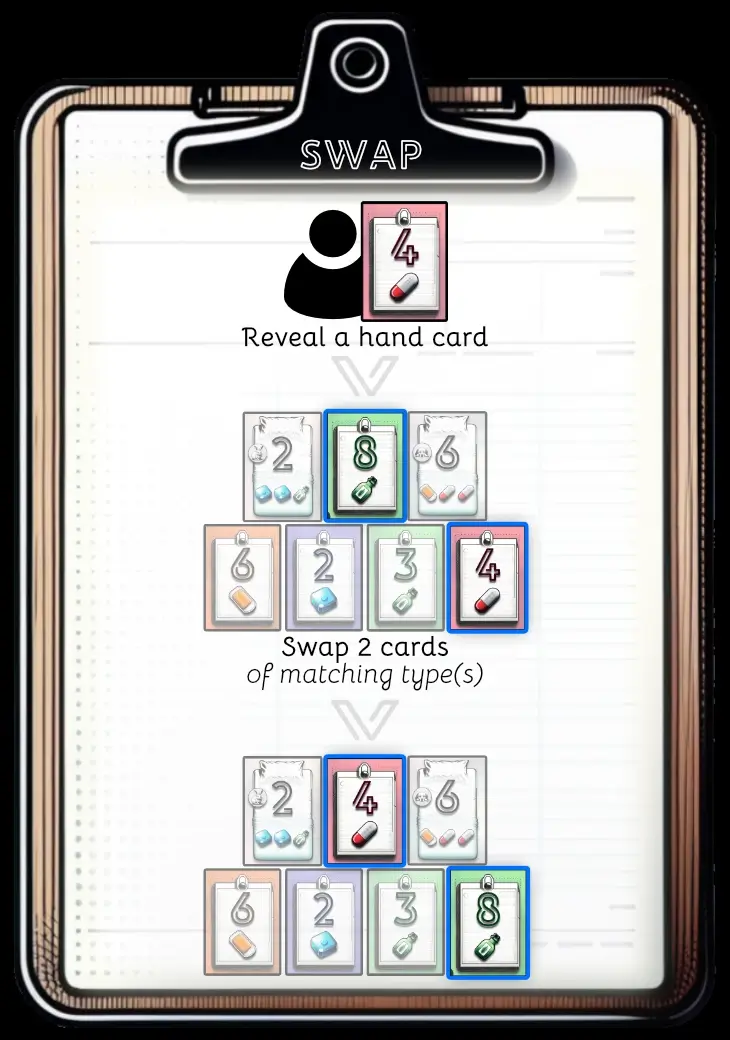 SWAP
4
Reveal a hand card
2 8 6
6 2 3 4
Swap 2 cards
of matching type(s)
2 4 6
6 2 3 8